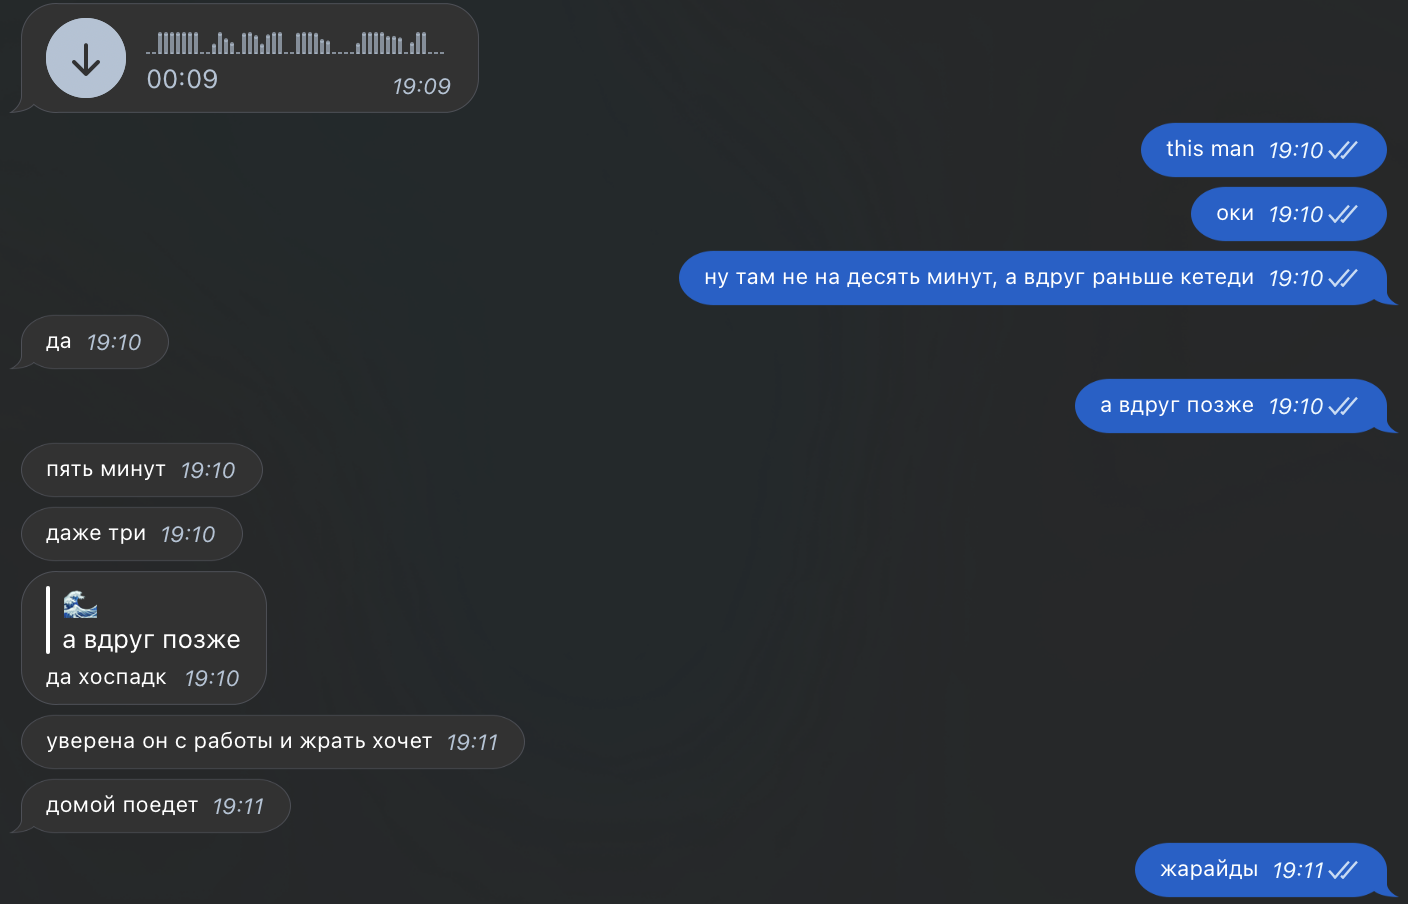 00:09 19:09
this man 19:10
оки 19:10
ну там не на десять минут, а вдруг раньше кетеди 19:10
да 19:10
а вдруг позже 19:10
пять минут 19:10
даже три 19:10
🌊
а вдруг позже
да хоспадк 19:10
уверена он с работы и жрать хочет 19:11
домой поедет 19:11
жарайды 19:11